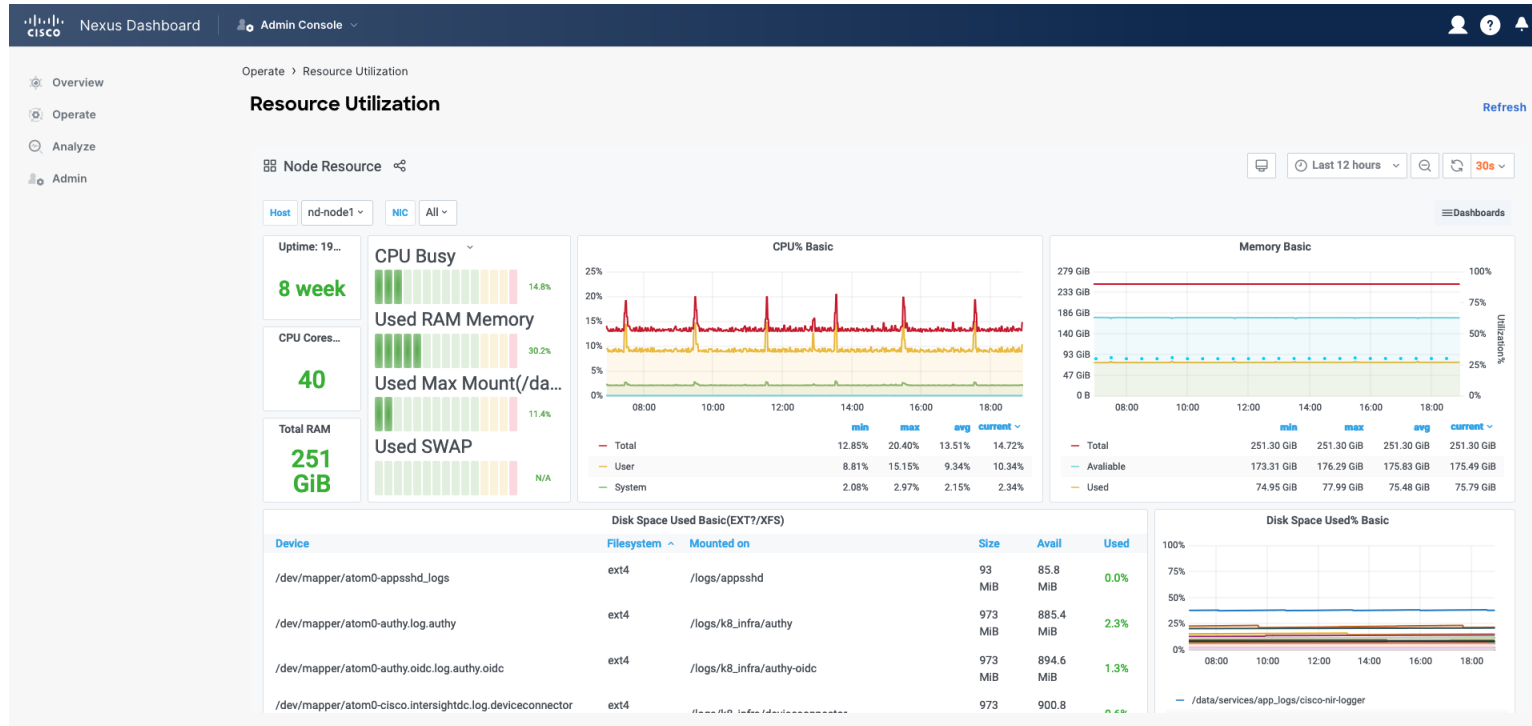 CISCO
Nexus Dashboard
Admin Console
?
Overview
Operate
Analyze
Admin
Operate › Resource Utilization
Resource Utilization
Refresh
Node Resource
Last 12 hours
30s
Host nd-node1 NIC All
Dashboards
Uptime: 19...
8 week
CPU Cores...
40
Total RAM
251
GiB
CPU Busy
14.8%
Used RAM Memory
30.2%
Used Max Mount(/da...
11.4%
Used SWAP
N/A
CPU% Basic
25%
20%
15%
10%
5%
0%
08:00 10:00 12:00 14:00 16:00 18:00
min max avg current
Total 12.85% 20.40% 13.51% 14.72%
User 8.81% 15.15% 9.34% 10.34%
System 2.08% 2.97% 2.15% 2.34%
Memory Basic
279 GiB 100%
233 GiB
75%
186 GiB
140 GiB 50%
93 GiB
25%
47 GiB
0 B 0%
Utilization%
08:00 10:00 12:00 14:00 16:00 18:00
min max avg current
Total 251.30 GiB 251.30 GiB 251.30 GiB 251.30 GiB
Avaliable 173.31 GiB 176.29 GiB 175.83 GiB 175.49 GiB
Used 74.95 GiB 77.99 GiB 75.48 GiB 75.79 GiB
Disk Space Used Basic(EXT?/XFS)
Device Filesystem Mounted on Size Avail Used
/dev/mapper/atom0-appsshd_logs ext4 /logs/appsshd 93 MiB 85.8 MiB 0.0%
/dev/mapper/atom0-authy.log.authy ext4 /logs/k8_infra/authy 973 MiB 885.4 MiB 2.3%
/dev/mapper/atom0-authy.oidc.log.authy.oidc ext4 /logs/k8_infra/authy-oidc 973 MiB 894.6 MiB 1.3%
/dev/mapper/atom0-cisco.intersightdc.log.deviceconnector ext4 /logs/k8_infra/deviceconnector 973 900.8 0.6%
Disk Space Used% Basic
100%
75%
50%
25%
0%
08:00 10:00 12:00 14:00 16:00 18:00
/data/services/app_logs/cisco-nir-logger